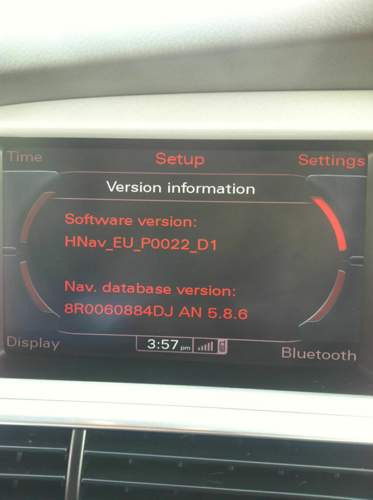 Time Setup Settings
Version information
Software version:
HNav_EU_P0022_D1
Nav. database version:
8R0060884DJ AN 5.8.6
Display 3:57 pm Bluetooth